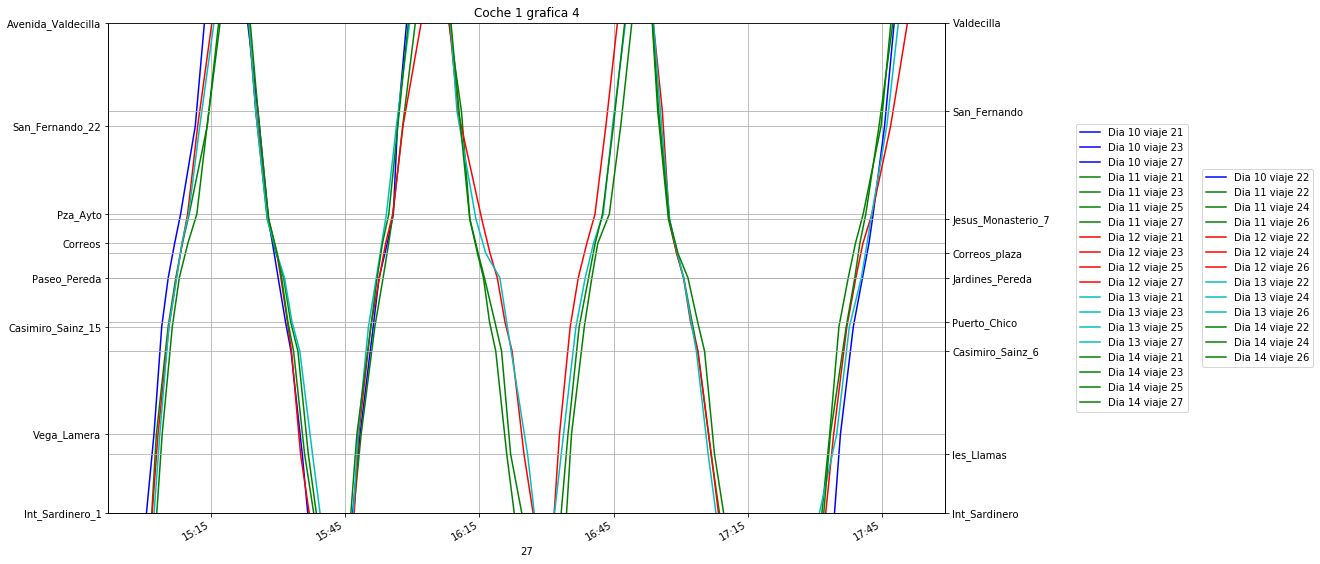 Coche 1 grafica 4
Avenida_Valdecilla
San_Fernando_22
Pza_Ayto
Correos
Paseo_Pereda
Casimiro_Sainz_15
Vega_Lamera
Int_Sardinero_1
Valdecilla
San_Fernando
Jesus_Monasterio_7
Correos_plaza
Jardines_Pereda
Puerto_Chico
Casimiro_Sainz_6
Ies_Llamas
Int_Sardinero
15:15
15:45
16:15
16:45
17:15
17:45
27
Dia 10 viaje 21
Dia 10 viaje 23
Dia 10 viaje 27
Dia 11 viaje 21
Dia 11 viaje 23
Dia 11 viaje 25
Dia 11 viaje 27
Dia 12 viaje 21
Dia 12 viaje 23
Dia 12 viaje 25
Dia 12 viaje 27
Dia 13 viaje 21
Dia 13 viaje 23
Dia 13 viaje 25
Dia 13 viaje 27
Dia 14 viaje 21
Dia 14 viaje 23
Dia 14 viaje 25
Dia 14 viaje 27
Dia 10 viaje 22
Dia 11 viaje 22
Dia 11 viaje 24
Dia 11 viaje 26
Dia 12 viaje 22
Dia 12 viaje 24
Dia 12 viaje 26
Dia 13 viaje 22
Dia 13 viaje 24
Dia 13 viaje 26
Dia 14 viaje 22
Dia 14 viaje 24
Dia 14 viaje 26